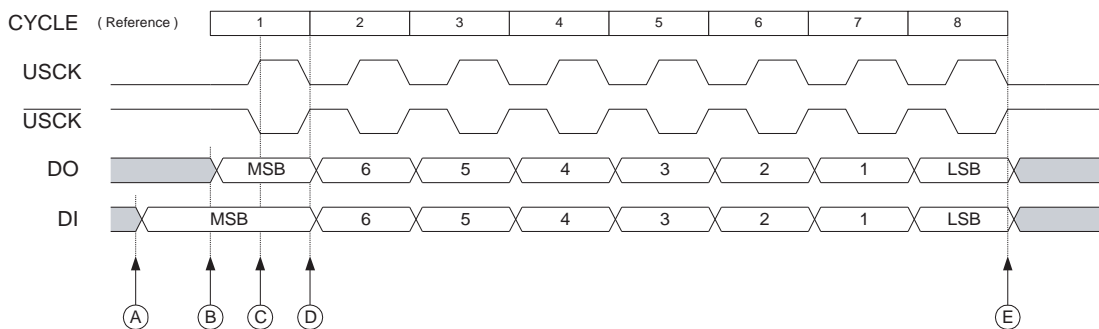 CYCLE ( Reference ) 1 2 3 4 5 6 7 8
USCK
USCK
DO MSB 6 5 4 3 2 1 LSB
DI MSB 6 5 4 3 2 1 LSB
A B C D E